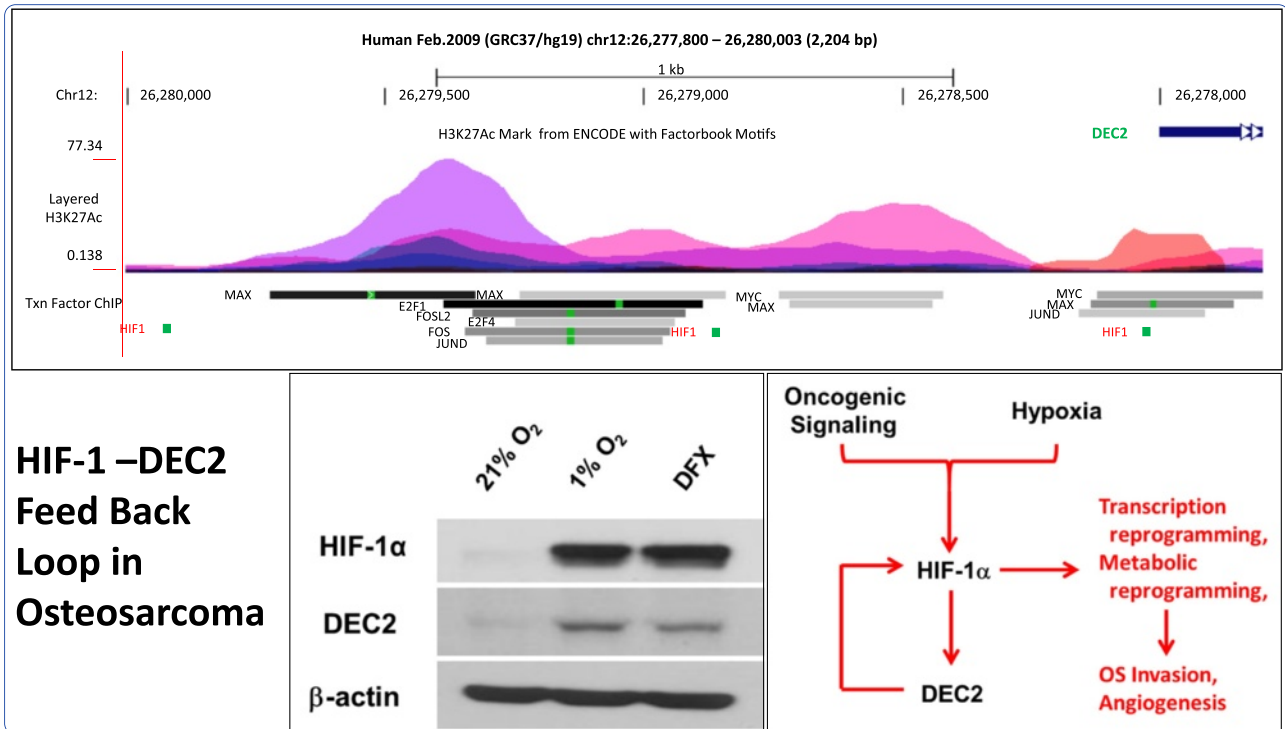 Human Feb.2009 (GRC37/hg19) chr12:26,277,800 – 26,280,003 (2,204 bp)
1 kb
Chr12:
26,280,000
26,279,500
26,279,000
26,278,500
26,278,000
H3K27Ac Mark from ENCODE with Factorbook Motifs
DEC2
77.34
Layered
H3K27Ac
0.138
Txn Factor ChIP
MAX
MAX
MYC
MYC
E2F1
MAX
MAX
FOSL2
JUND
E2F4
HIF1
FOS
HIF1
HIF1
JUND
HIF-1 –DEC2
Feed Back
Loop in
Osteosarcoma
21% O₂
1% O₂
DFX
HIF-1α
DEC2
β-actin
Oncogenic
Signaling
Hypoxia
Transcription
reprogramming,
Metabolic
reprogramming,
HIF-1α
OS Invasion,
Angiogenesis
DEC2